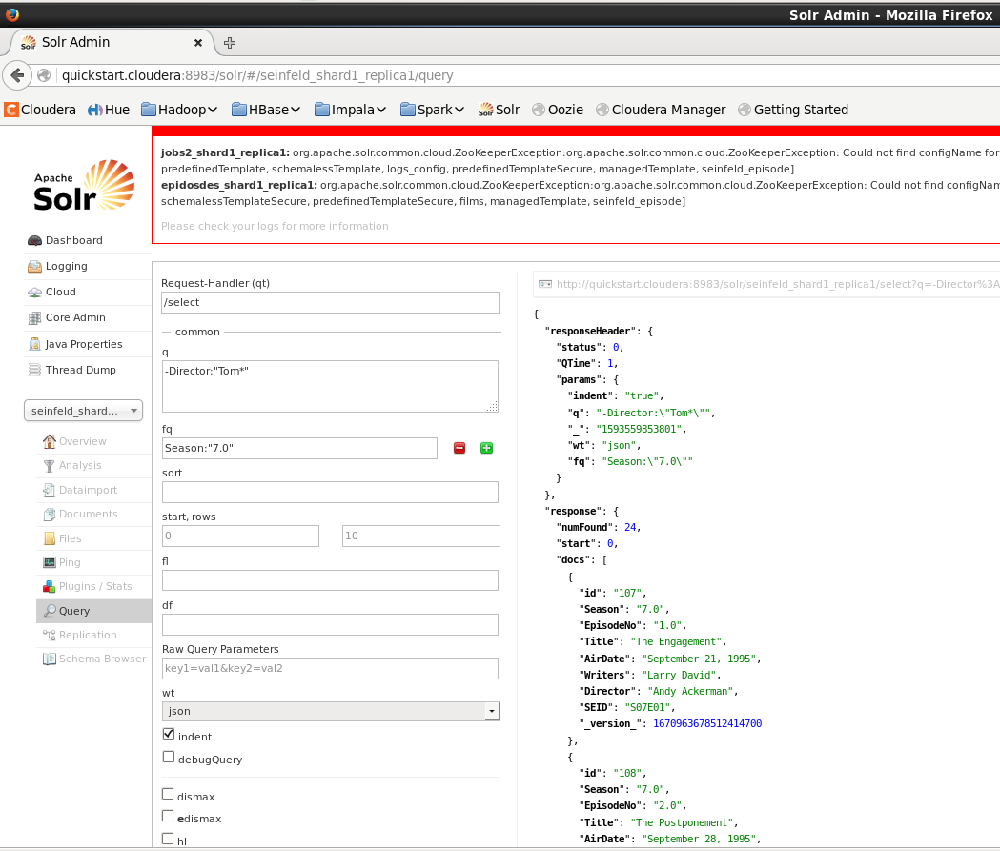 Solr Admin - Mozilla Firefox
Solr Admin
quickstart.cloudera:8983/solr/#/seinfeld_shard1_replica1/query
Cloudera Hue Hadoop HBase Impala Spark Solr Oozie Cloudera Manager Getting Started
Apache
Solr
Dashboard
Logging
Cloud
Core Admin
Java Properties
Thread Dump
seinfeld_shard...
Overview
Analysis
Dataimport
Documents
Files
Ping
Plugins / Stats
Query
Replication
Schema Browser
jobs2_shard1_replica1: org.apache.solr.common.cloud.ZooKeeperException:org.apache.solr.common.cloud.ZooKeeperException: Could not find configName for
predefinedTemplate, schemalessTemplate, logs_config, predefinedTemplateSecure, managedTemplate, seinfeld_episode]
epidosdes_shard1_replica1: org.apache.solr.common.cloud.ZooKeeperException:org.apache.solr.common.cloud.ZooKeeperException: Could not find configNam
schemalessTemplateSecure, predefinedTemplateSecure, films, managedTemplate, seinfeld_episode]
Please check your logs for more information
Request-Handler (qt)
/select
common
q
-Director:"Tom*"
fq
Season:"7.0"
sort
start, rows
0 10
fl
df
Raw Query Parameters
key1=val1&key2=val2
wt
json
indent
debugQuery
dismax
edismax
hl
http://quickstart.cloudera:8983/solr/seinfeld_shard1_replica1/select?q=-Director%3A
{
"responseHeader": {
"status": 0,
"QTime": 1,
"params": {
"indent": "true",
"q": "-Director:\"Tom*\"",
"_": "1593559853801",
"wt": "json",
"fq": "Season:\"7.0\""
}
},
"response": {
"numFound": 24,
"start": 0,
"docs": [
{
"id": "107",
"Season": "7.0",
"EpisodeNo": "1.0",
"Title": "The Engagement",
"AirDate": "September 21, 1995",
"Writers": "Larry David",
"Director": "Andy Ackerman",
"SEID": "S07E01",
"_version_": 1670963678512414700
},
{
"id": "108",
"Season": "7.0",
"EpisodeNo": "2.0",
"Title": "The Postponement",
"AirDate": "September 28, 1995",